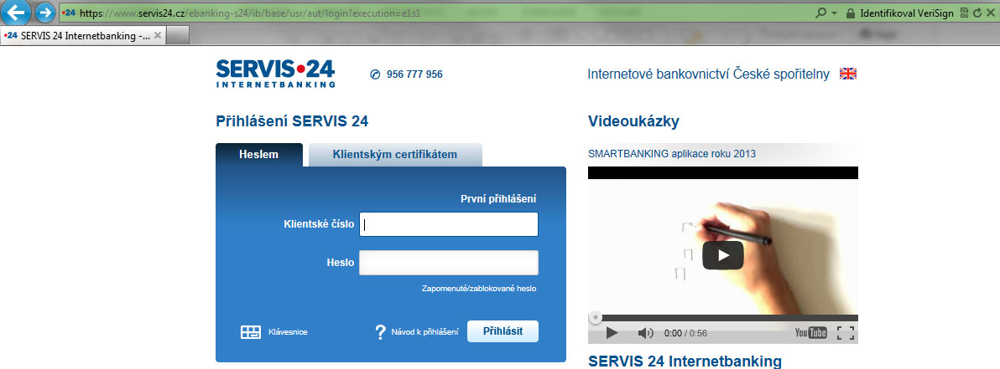 https://www.servis24.cz/ebanking-s24/ib/base/usr/aut/login?execution=e1s1
Identifikoval VeriSign
SERVIS 24 Internetbanking -...
SERVIS 24
INTERNETBANKING
956 777 956
Internetové bankovnictví České spořitelny
Přihlášení SERVIS 24
Videoukázky
Heslem
Klientským certifikátem
SMARTBANKING aplikace roku 2013
První přihlášení
Klientské číslo
Heslo
Zapomenuté/zablokované heslo
Klávesnice
? Návod k přihlášení
Přihlásit
0:00 / 0:56
YouTube
SERVIS 24 Internetbanking